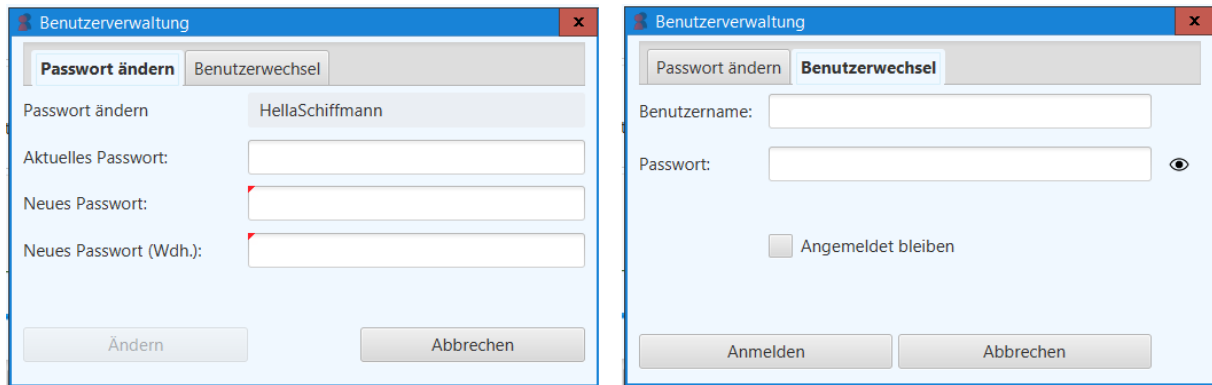 Benutzerverwaltung
x
Passwort ändern Benutzerwechsel
Passwort ändern HellaSchiffmann
Aktuelles Passwort:
Neues Passwort:
Neues Passwort (Wdh.):
Ändern Abbrechen
Benutzerverwaltung
x
Passwort ändern Benutzerwechsel
Benutzername:
Passwort:
Angemeldet bleiben
Anmelden Abbrechen